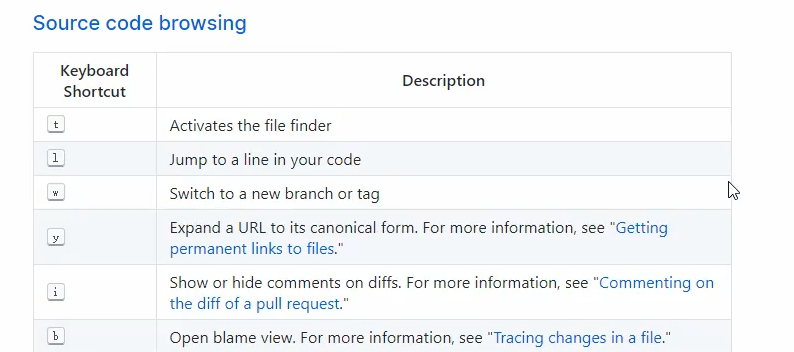 Source code browsing
Keyboard
Shortcut
Description
t
Activates the file finder
l
Jump to a line in your code
w
Switch to a new branch or tag
y
Expand a URL to its canonical form. For more information, see "Getting
permanent links to files."
i
Show or hide comments on diffs. For more information, see "Commenting on
the diff of a pull request."
b
Open blame view. For more information, see "Tracing changes in a file."